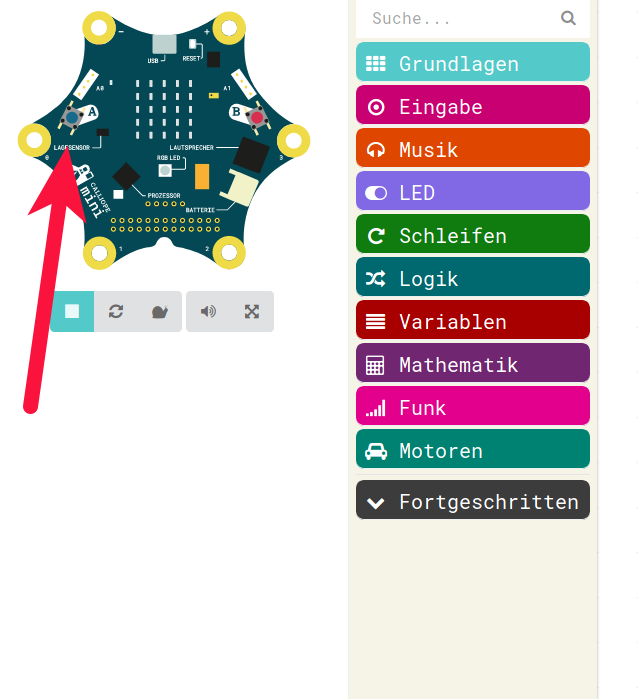 −
+
USB
RESET
A0
A1
A
B
LAGESENSOR
LAUTSPRECHER
0
3
RGB LED
PROZESSOR
CALLIOPE
mini
BATTERIE
1
2
Suche...
Grundlagen
Eingabe
Musik
LED
Schleifen
Logik
Variablen
Mathematik
Funk
Motoren
Fortgeschritten